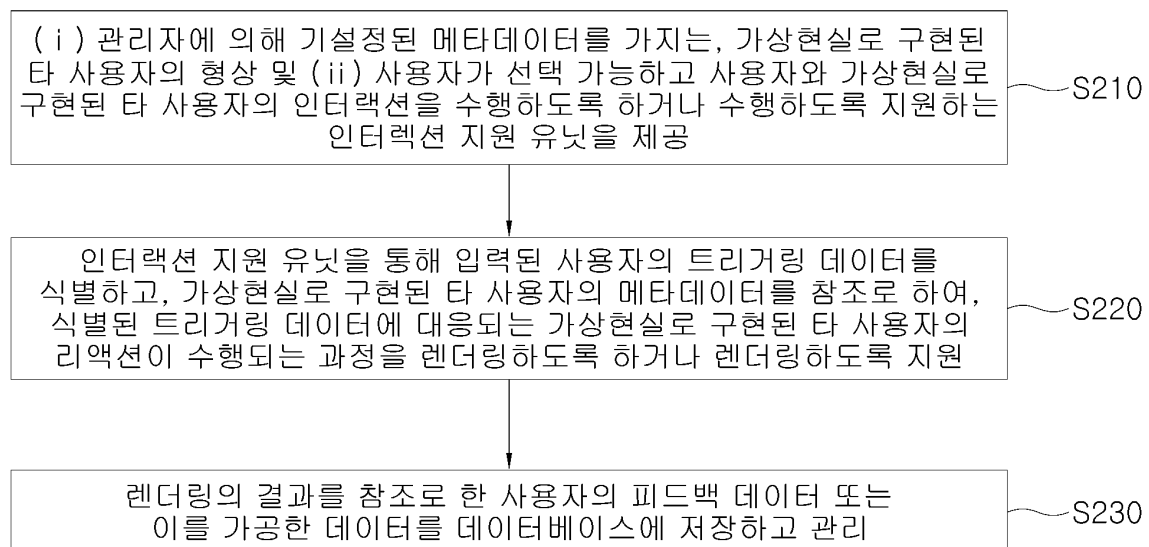 (ⅰ) 관리자에 의해 기설정된 메타데이터를 가지는, 가상현실로 구현된
타 사용자의 형상 및 (ⅱ) 사용자가 선택 가능하고 사용자와 가상현실로
구현된 타 사용자의 인터랙션을 수행하도록 하거나 수행하도록 지원하는
인터렉션 지원 유닛을 제공
S210
인터랙션 지원 유닛을 통해 입력된 사용자의 트리거링 데이터를
식별하고, 가상현실로 구현된 타 사용자의 메타데이터를 참조로 하여,
식별된 트리거링 데이터에 대응되는 가상현실로 구현된 타 사용자의
리액션이 수행되는 과정을 렌더링하도록 하거나 렌더링하도록 지원
S220
렌더링의 결과를 참조로 한 사용자의 피드백 데이터 또는
이를 가공한 데이터를 데이터베이스에 저장하고 관리
S230